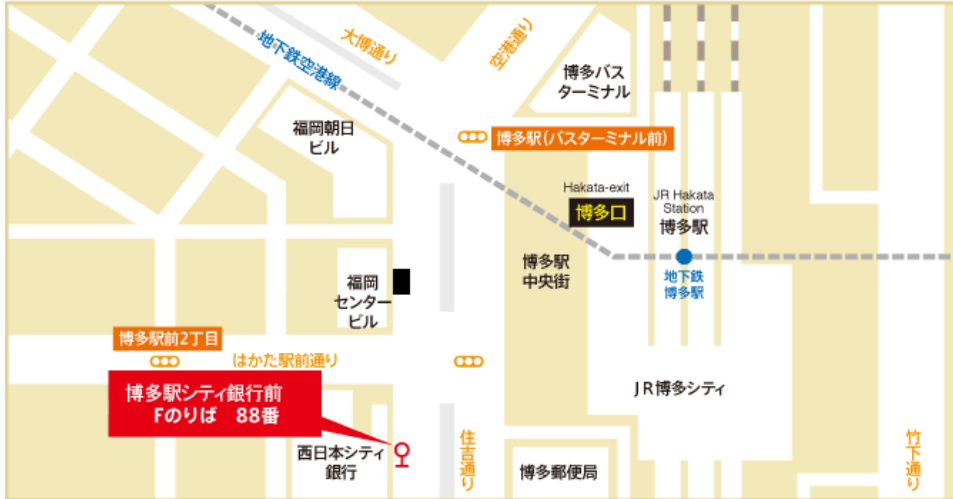 大博通り
空港通り
地下鉄空港線
博多バス
ターミナル
福岡朝日
ビル
博多駅(バスターミナル前)
Hakata-exit
博多口
JR Hakata
Station
博多駅
博多駅
中央街
地下鉄
博多駅
福岡
センター
ビル
博多駅前2丁目
はかた駅前通り
博多駅シティ銀行前
Fのりば 88番
JR博多シティ
西日本シティ
銀行
住吉通り
博多郵便局
竹下通り